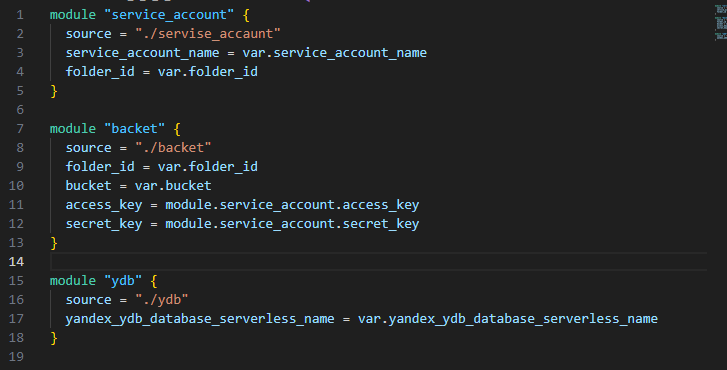 1 module "service_account" {
2 source = "./servise_accaunt"
3 service_account_name = var.service_account_name
4 folder_id = var.folder_id
5 }
6
7 module "backet" {
8 source = "./backet"
9 folder_id = var.folder_id
10 bucket = var.bucket
11 access_key = module.service_account.access_key
12 secret_key = module.service_account.secret_key
13 }
14
15 module "ydb" {
16 source = "./ydb"
17 yandex_ydb_database_serverless_name = var.yandex_ydb_database_serverless_name
18 }
19